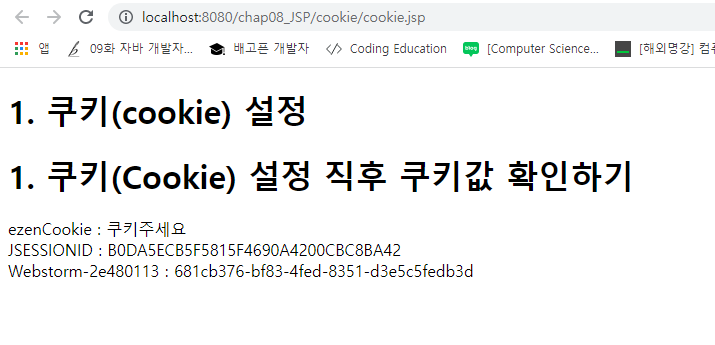 localhost:8080/chap08_JSP/cookie/cookie.jsp
앱 09화 자바 개발자... 배고픈 개발자 Coding Education blog [Computer Science... [해외명강] 컴퓨
1. 쿠키(cookie) 설정
1. 쿠키(Cookie) 설정 직후 쿠키값 확인하기
ezenCookie : 쿠키주세요
JSESSIONID : B0DA5ECB5F5815F4690A4200CBC8BA42
Webstorm-2e480113 : 681cb376-bf83-4fed-8351-d3e5c5fedb3d